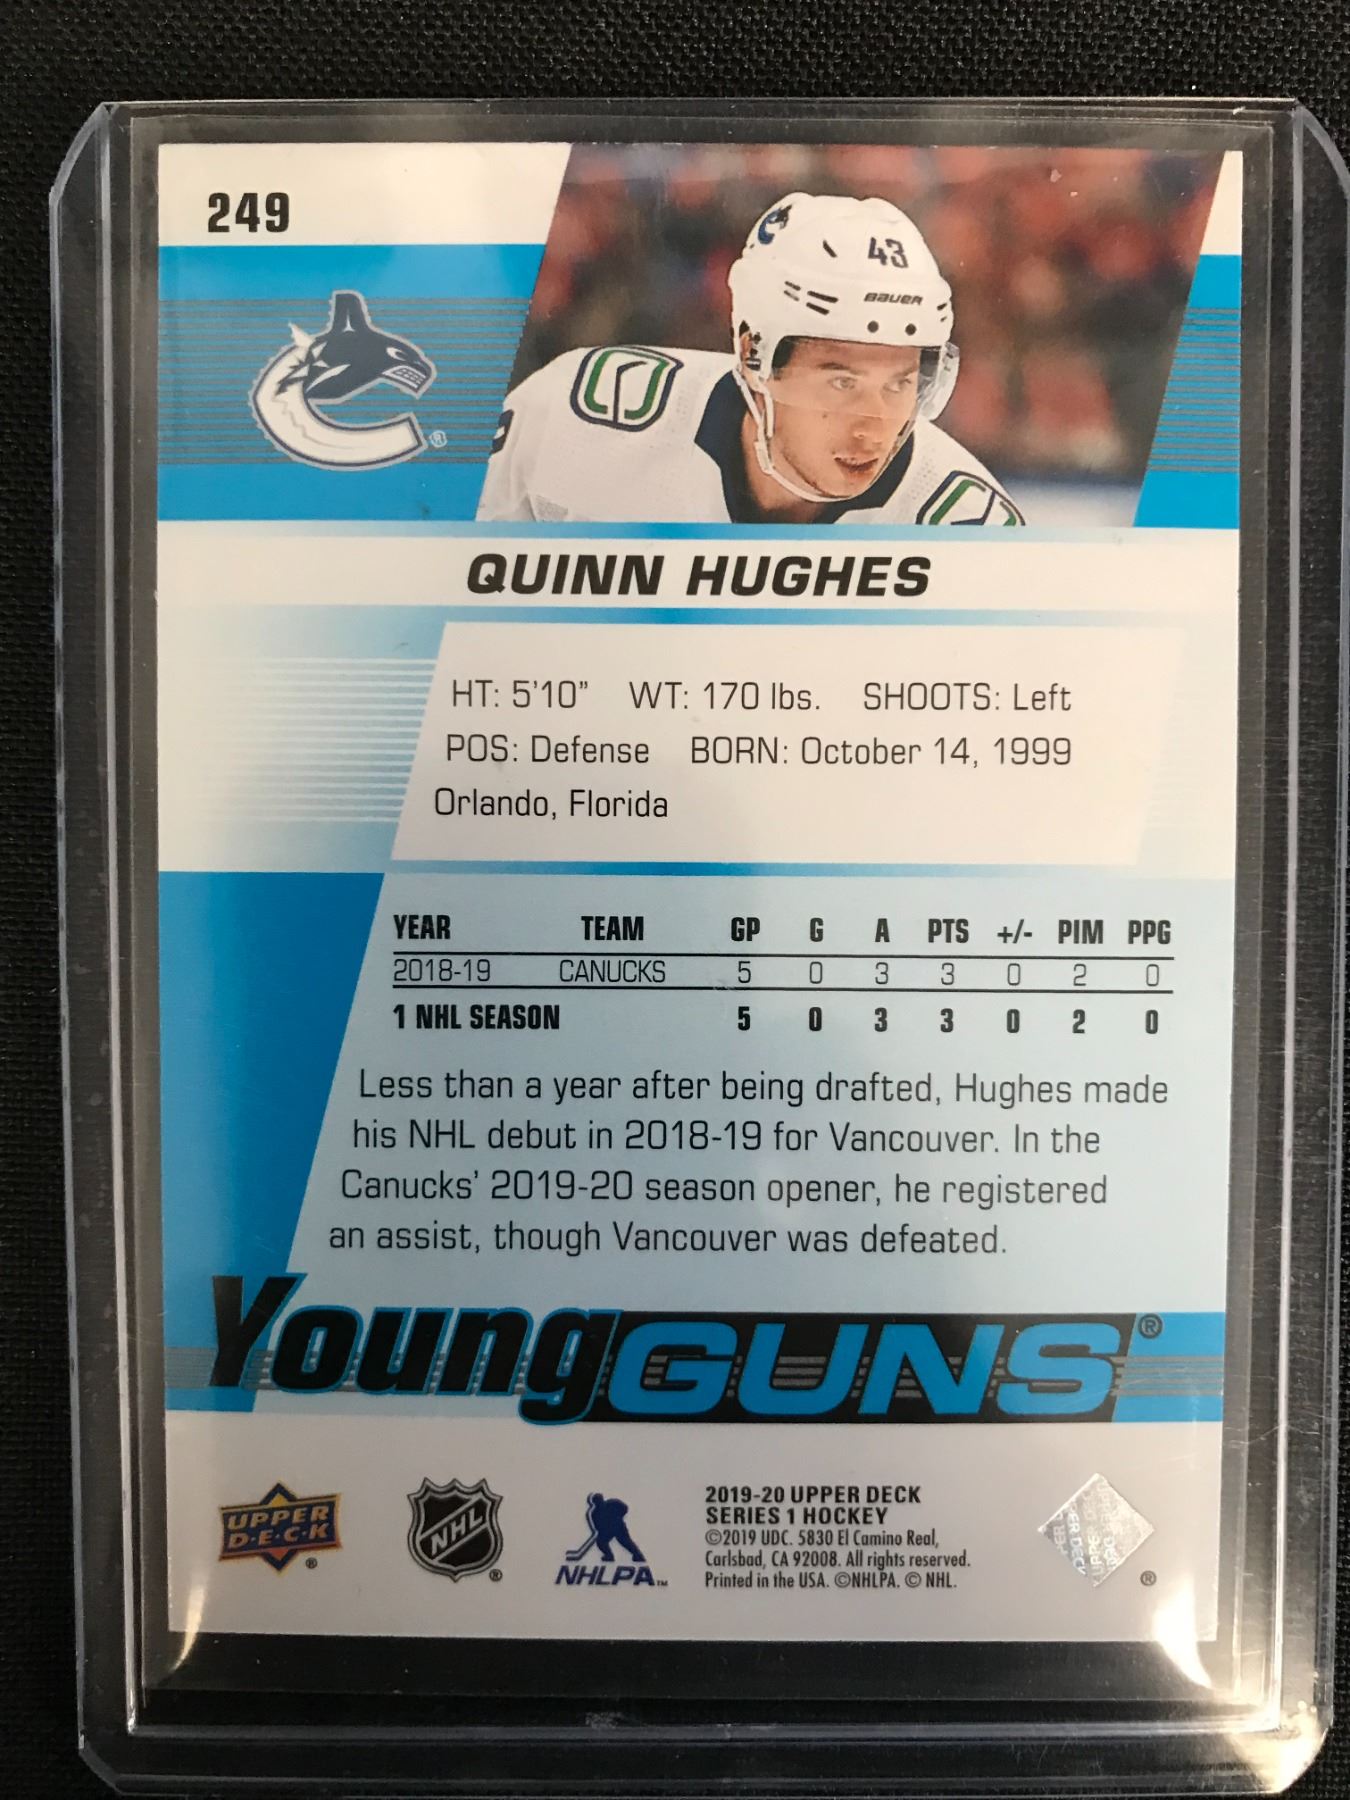 249
43
BAUER
®
QUINN HUGHES
HT: 5'10" WT: 170 lbs. SHOOTS: Left
POS: Defense BORN: October 14, 1999
Orlando, Florida
YEAR TEAM GP G A PTS +/- PIM PPG
2018-19 CANUCKS 5 0 3 3 0 2 0
1 NHL SEASON 5 0 3 3 0 2 0
Less than a year after being drafted, Hughes made
his NHL debut in 2018-19 for Vancouver. In the
Canucks' 2019-20 season opener, he registered
an assist, though Vancouver was defeated.
Young GUNS®
UPPER
D·E·C·K ®
NHL ®
NHLPA™
2019-20 UPPER DECK
SERIES 1 HOCKEY
©2019 UDC. 5830 El Camino Real,
Carlsbad, CA 92008. All rights reserved.
Printed in the USA. ©NHLPA. © NHL.
®